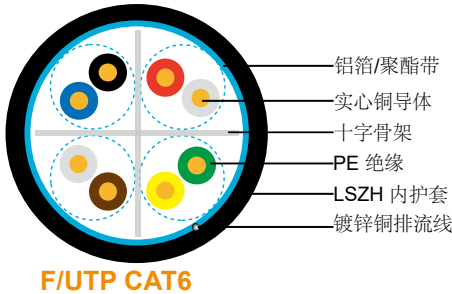 铝箔/聚酯带
实心铜导体
十字骨架
PE 绝缘
LSZH 内护套
镀锌铜排流线
F/UTP CAT6